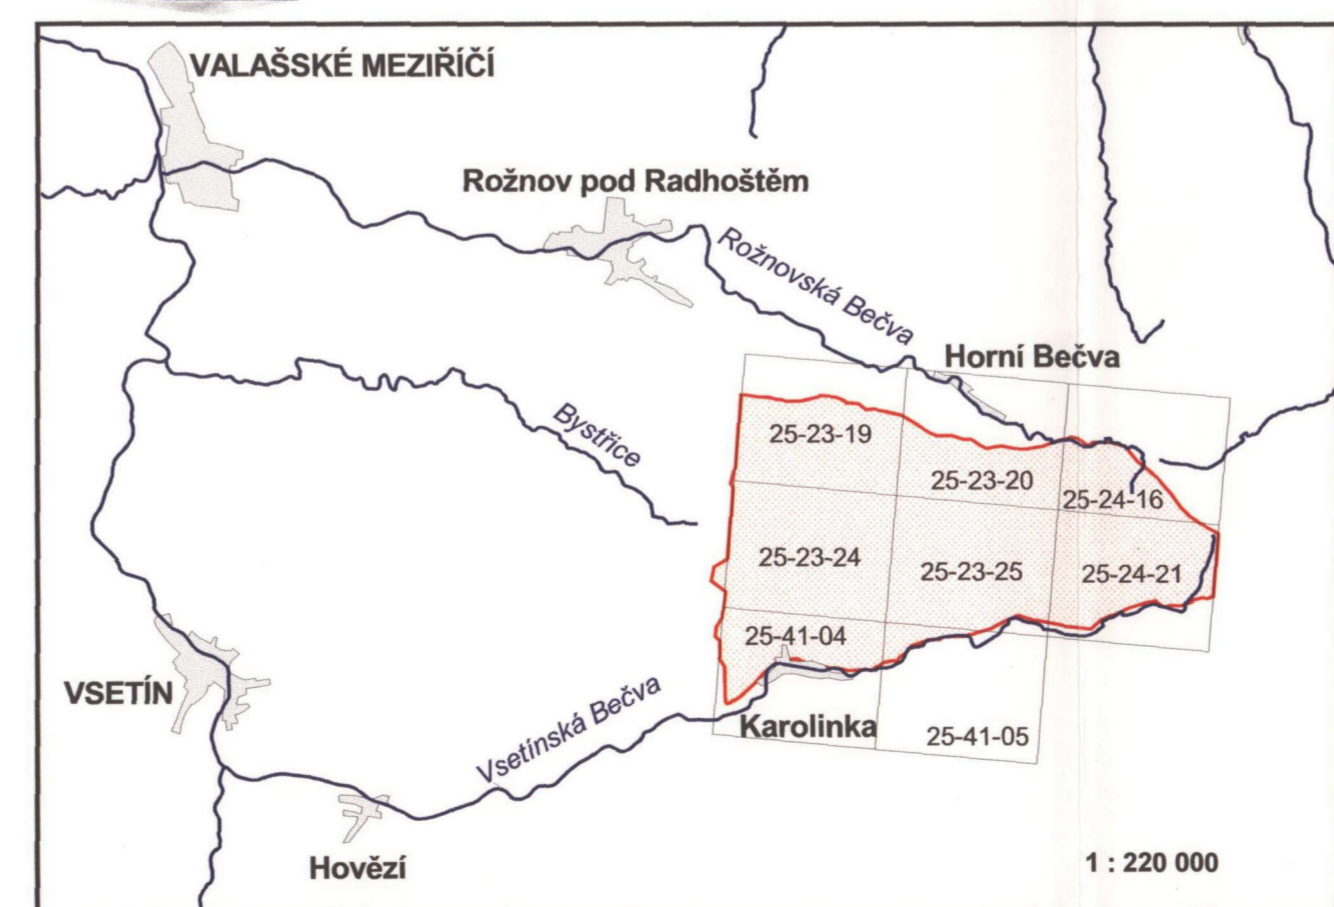 VALAŠSKÉ MEZIŘÍČÍ
Rožnov pod Radhoštěm
Rožnovská Bečva
Horní Bečva
Bystřice
25-23-19
25-23-20
25-24-16
25-23-24
25-23-25
25-24-21
25-41-04
VSETÍN
Vsetínská Bečva
Karolinka
25-41-05
Hovězí
1 : 220 000